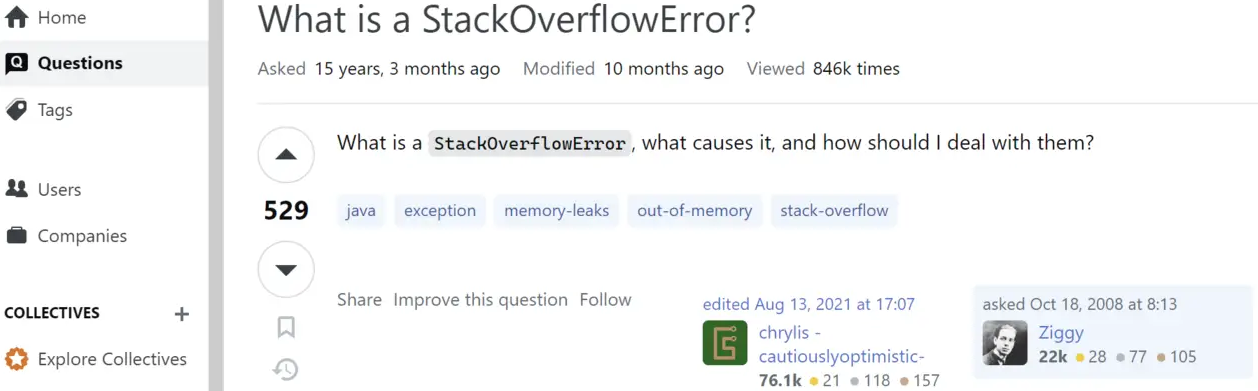 Home
Questions
Tags
Users
Companies
COLLECTIVES +
Explore Collectives
What is a StackOverflowError?
Asked 15 years, 3 months ago Modified 10 months ago Viewed 846k times
What is a StackOverflowError, what causes it, and how should I deal with them?
529
java exception memory-leaks out-of-memory stack-overflow
Share Improve this question Follow
edited Aug 13, 2021 at 17:07
chrylis -
cautiouslyoptimistic-
76.1k 21 118 157
asked Oct 18, 2008 at 8:13
Ziggy
22k 28 77 105